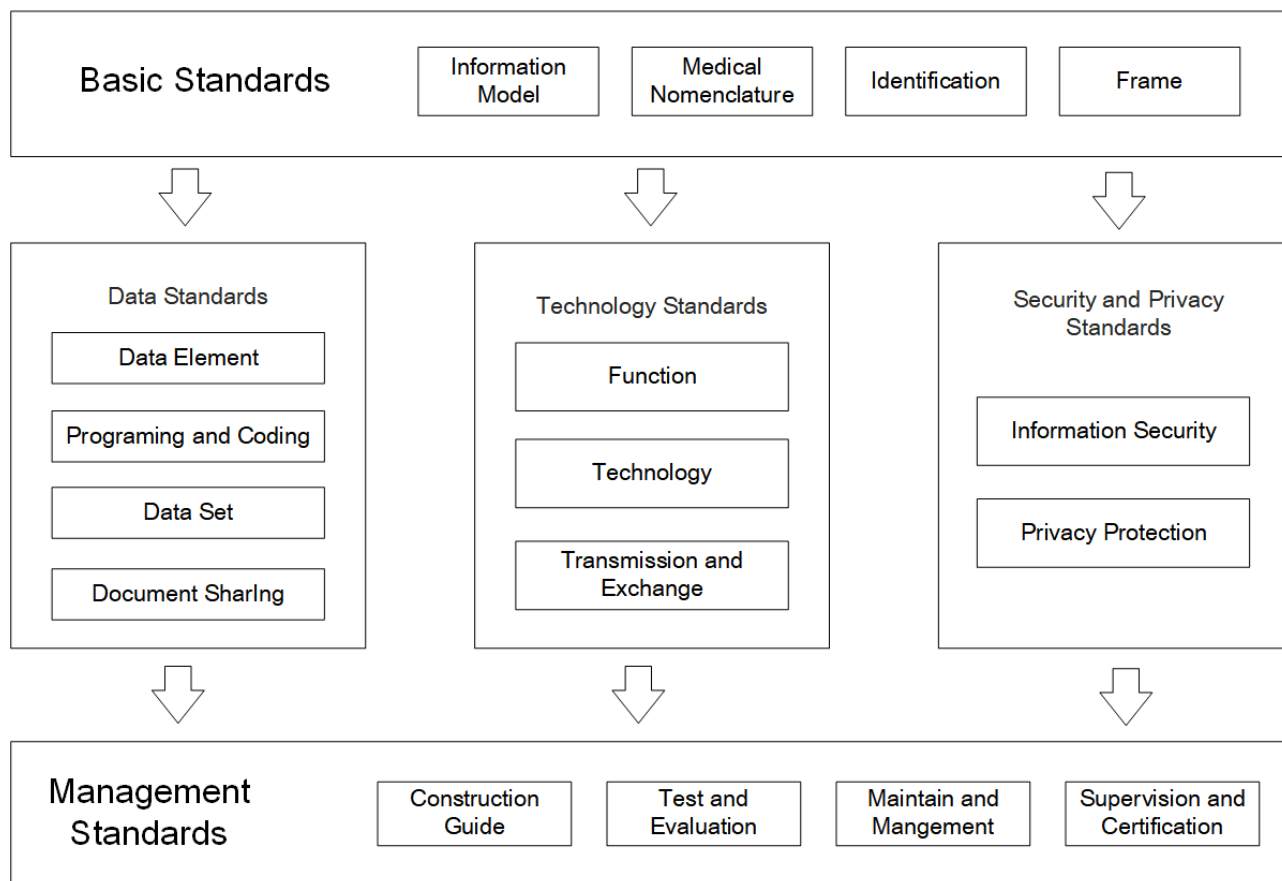 Basic Standards
Information
Model
Medical
Nomenclature
Identification
Frame
Data Standards
Data Element
Programing and Coding
Data Set
Document SharIng
Technology Standards
Function
Technology
Transmission and
Exchange
Security and Privacy
Standards
Information Security
Privacy Protection
Management
Standards
Construction
Guide
Test and
Evaluation
Maintain and
Mangement
Supervision and
Certification